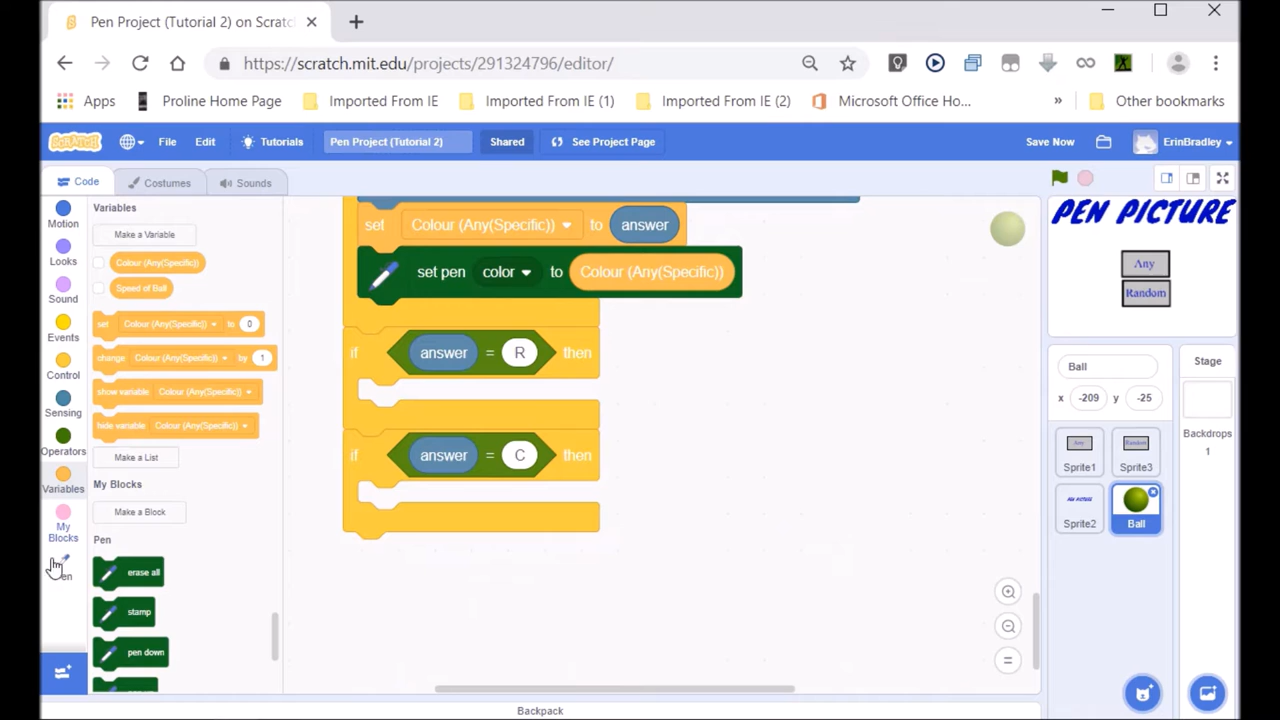 Pen Project (Tutorial 2) on Scratc
https://scratch.mit.edu/projects/291324796/editor/
Apps Proline Home Page Imported From IE Imported From IE (1) Imported From IE (2) Microsoft Office Ho... » Other bookmarks
SCRATCH File Edit Tutorials Pen Project (Tutorial 2) Shared See Project Page Save Now ErinBradley
Code Costumes Sounds
Motion
Looks
Sound
Events
Control
Sensing
Operators
Variables
My Blocks
Variables
Make a Variable
Colour (Any(Specific))
Speed of Ball
set Colour (Any(Specific)) to 0
change Colour (Any(Specific)) by 1
show variable Colour (Any(Specific))
hide variable Colour (Any(Specific))
Make a List
My Blocks
Make a Block
Pen
erase all
stamp
pen down
set Colour (Any(Specific)) to answer
set pen color to Colour (Any(Specific))
if answer = R then
if answer = C then
PEN PICTURE
Any
Random
Ball
x -209 y -25
Sprite1
Sprite3
Sprite2
Ball
Stage
Backdrops
1
Backpack